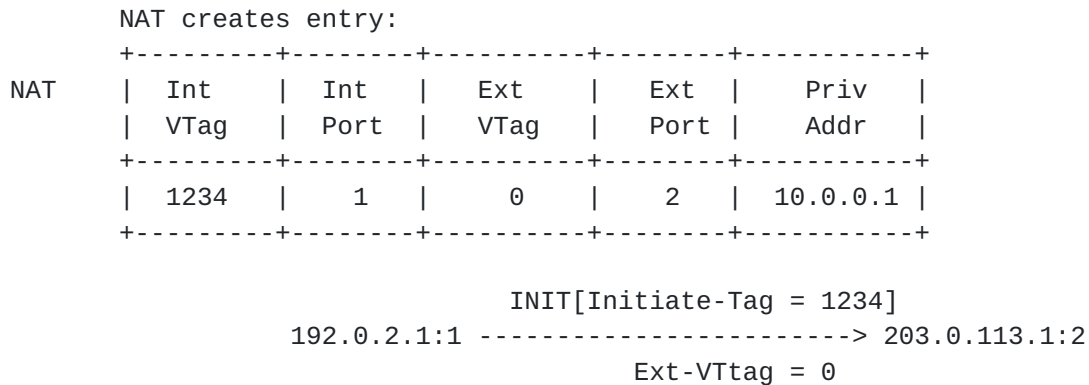 NAT creates entry:
+---------+--------+----------+--------+-----------+
NAT | Int | Int | Ext | Ext | Priv |
| VTag | Port | VTag | Port | Addr |
+---------+--------+----------+--------+-----------+
| 1234 | 1 | 0 | 2 | 10.0.0.1 |
+---------+--------+----------+--------+-----------+
INIT[Initiate-Tag = 1234]
192.0.2.1:1 ------------------------> 203.0.113.1:2
Ext-VTtag = 0